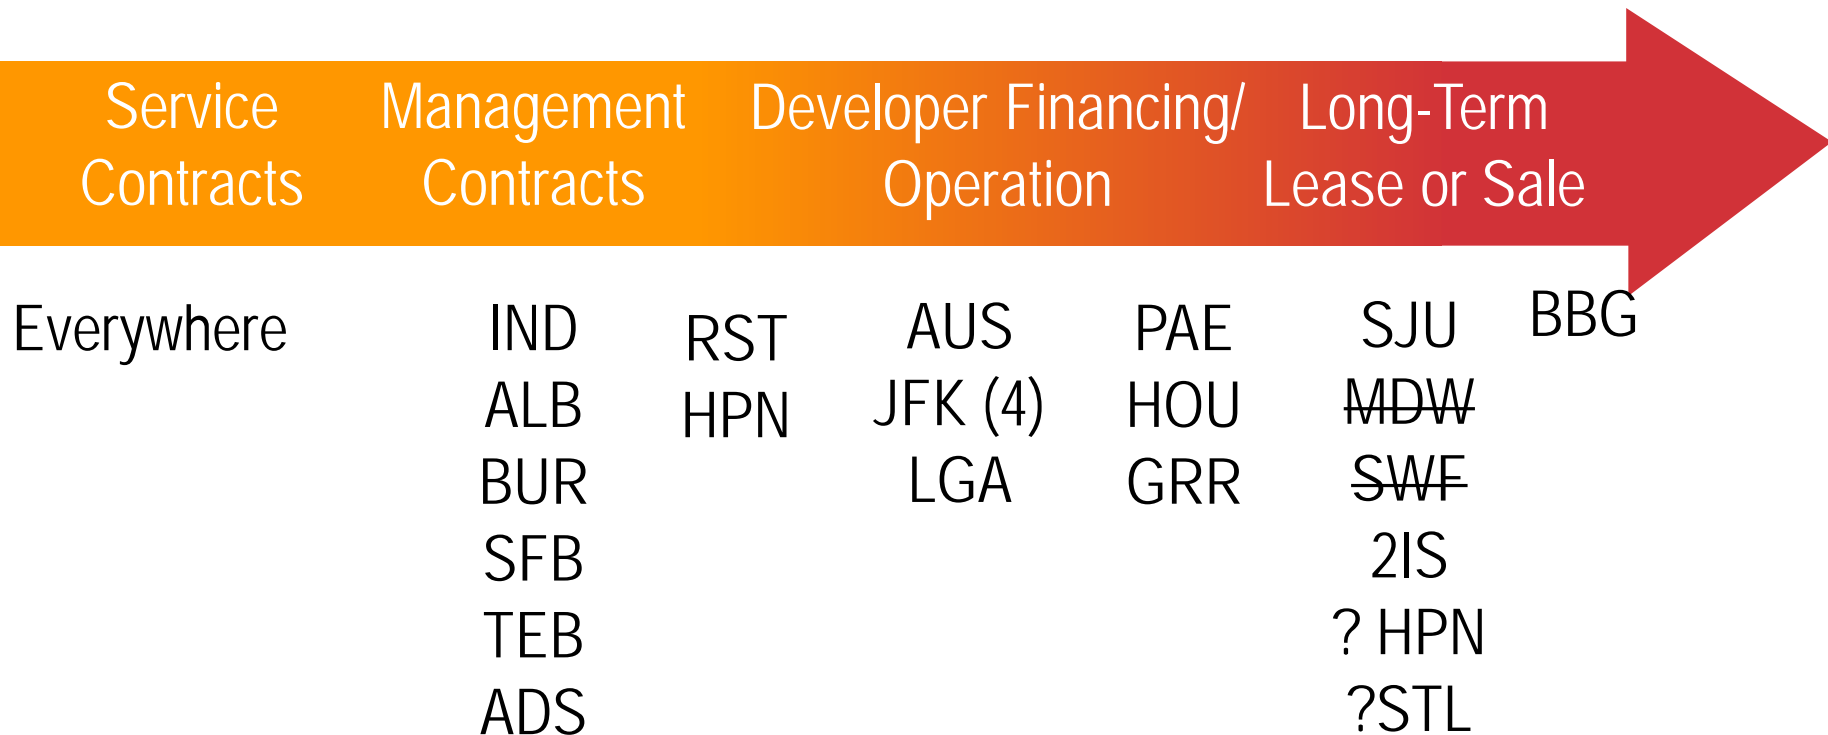 Service
Contracts
Management
Contracts
Developer Financing/
Operation
Long-Term
Lease or Sale
Everywhere
IND
ALB
BUR
SFB
TEB
ADS
RST
HPN
AUS
JFK (4)
LGA
PAE
HOU
GRR
SJU
MDW
SWF
2IS
? HPN
?STL
BBG